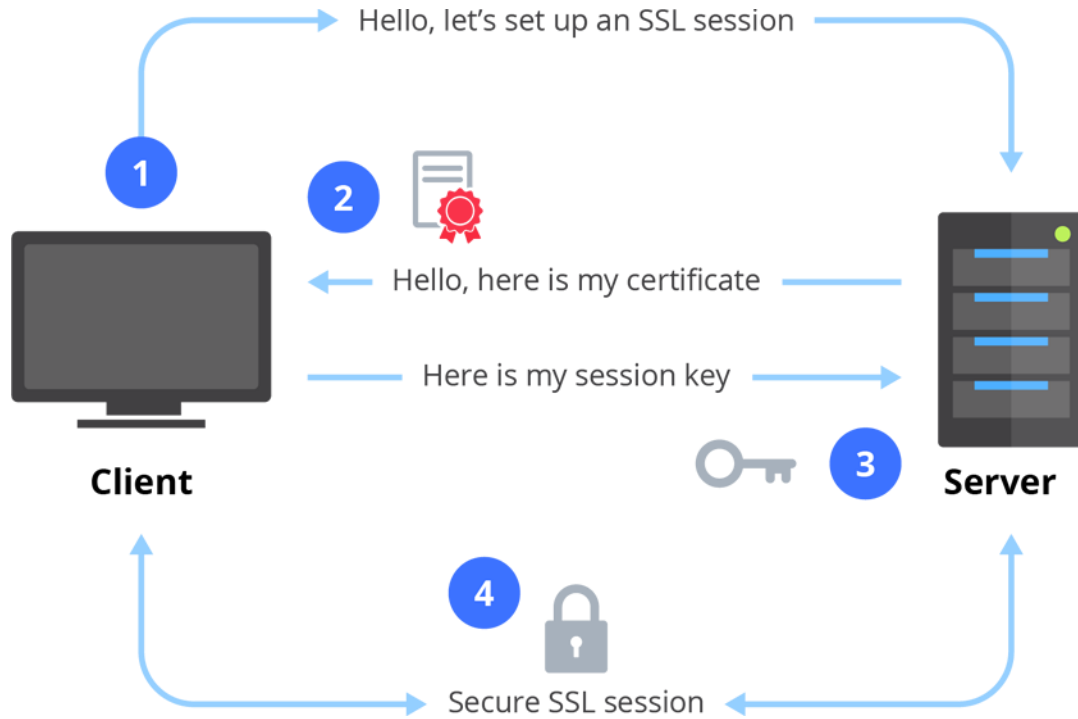 Hello, let’s set up an SSL session
1
2
Hello, here is my certificate
Here is my session key
3
Client
Server
4
Secure SSL session